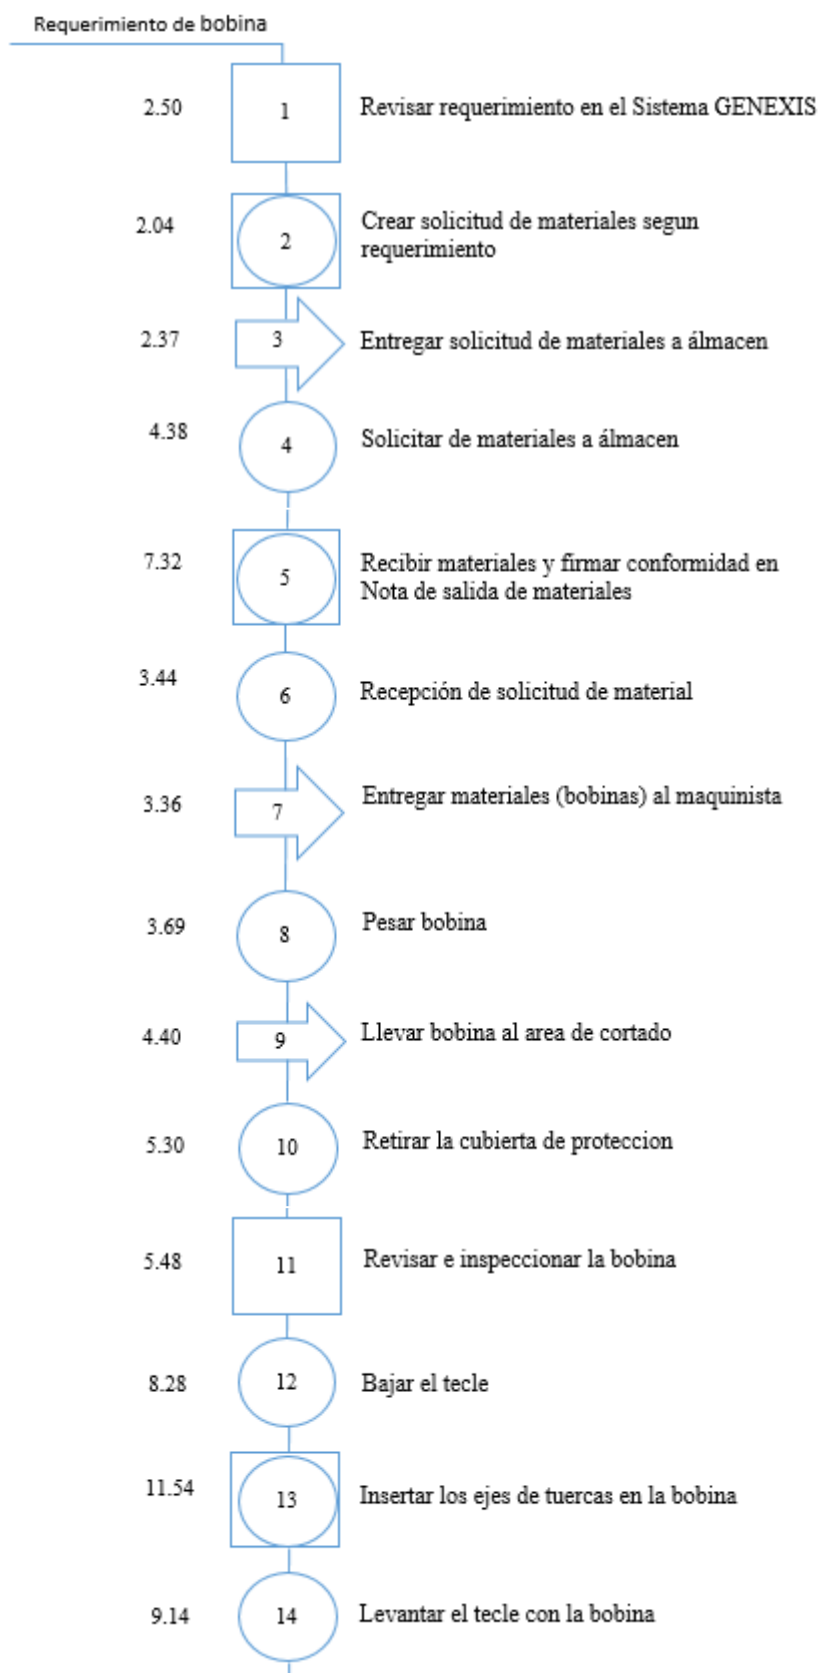 Requerimiento de bobina
2.50 1 Revisar requerimiento en el Sistema GENEXIS
2.04 2 Crear solicitud de materiales segun
requerimiento
2.37 3 Entregar solicitud de materiales a álmacen
4.38 4 Solicitar de materiales a álmacen
7.32 5 Recibir materiales y firmar conformidad en
Nota de salida de materiales
3.44 6 Recepción de solicitud de material
3.36 7 Entregar materiales (bobinas) al maquinista
3.69 8 Pesar bobina
4.40 9 Llevar bobina al area de cortado
5.30 10 Retirar la cubierta de proteccion
5.48 11 Revisar e inspeccionar la bobina
8.28 12 Bajar el tecle
11.54 13 Insertar los ejes de tuercas en la bobina
9.14 14 Levantar el tecle con la bobina